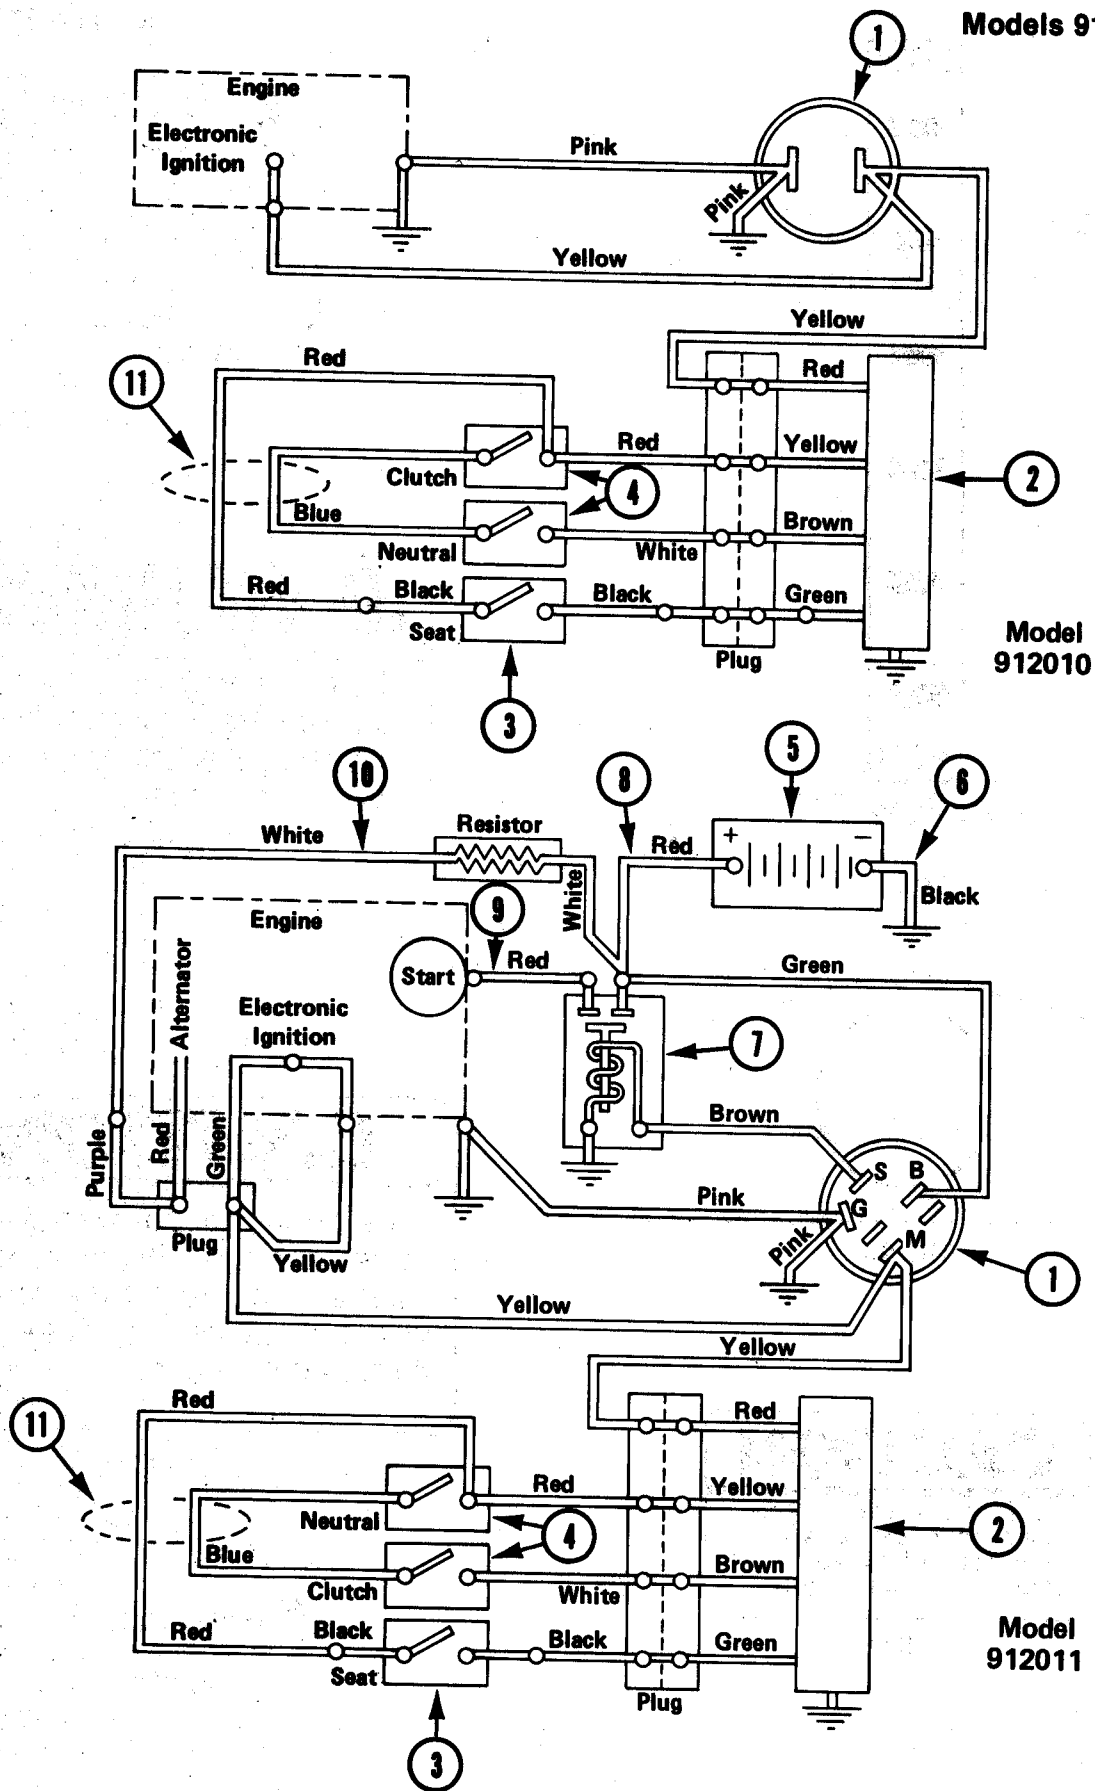 Models 91
1
Engine
Electronic
Ignition
Pink
Pink
Yellow
Yellow
Red
Red
11
Red
Yellow
Clutch
4
2
Blue
Brown
Neutral
White
Red
Black
Black
Green
Seat
Plug
Model
912010
3
10
8
5
6
White
Resistor
Red
+
−
White
Black
9
Engine
Start
Red
Green
Alternator
Electronic
Ignition
7
Brown
Purple
Red
Green
S
B
Pink
G
M
Plug
Yellow
Pink
1
Yellow
Yellow
11
Red
Red
Red
Yellow
Neutral
4
2
Blue
Brown
Clutch
White
Red
Black
Black
Green
Seat
Plug
Model
912011
3